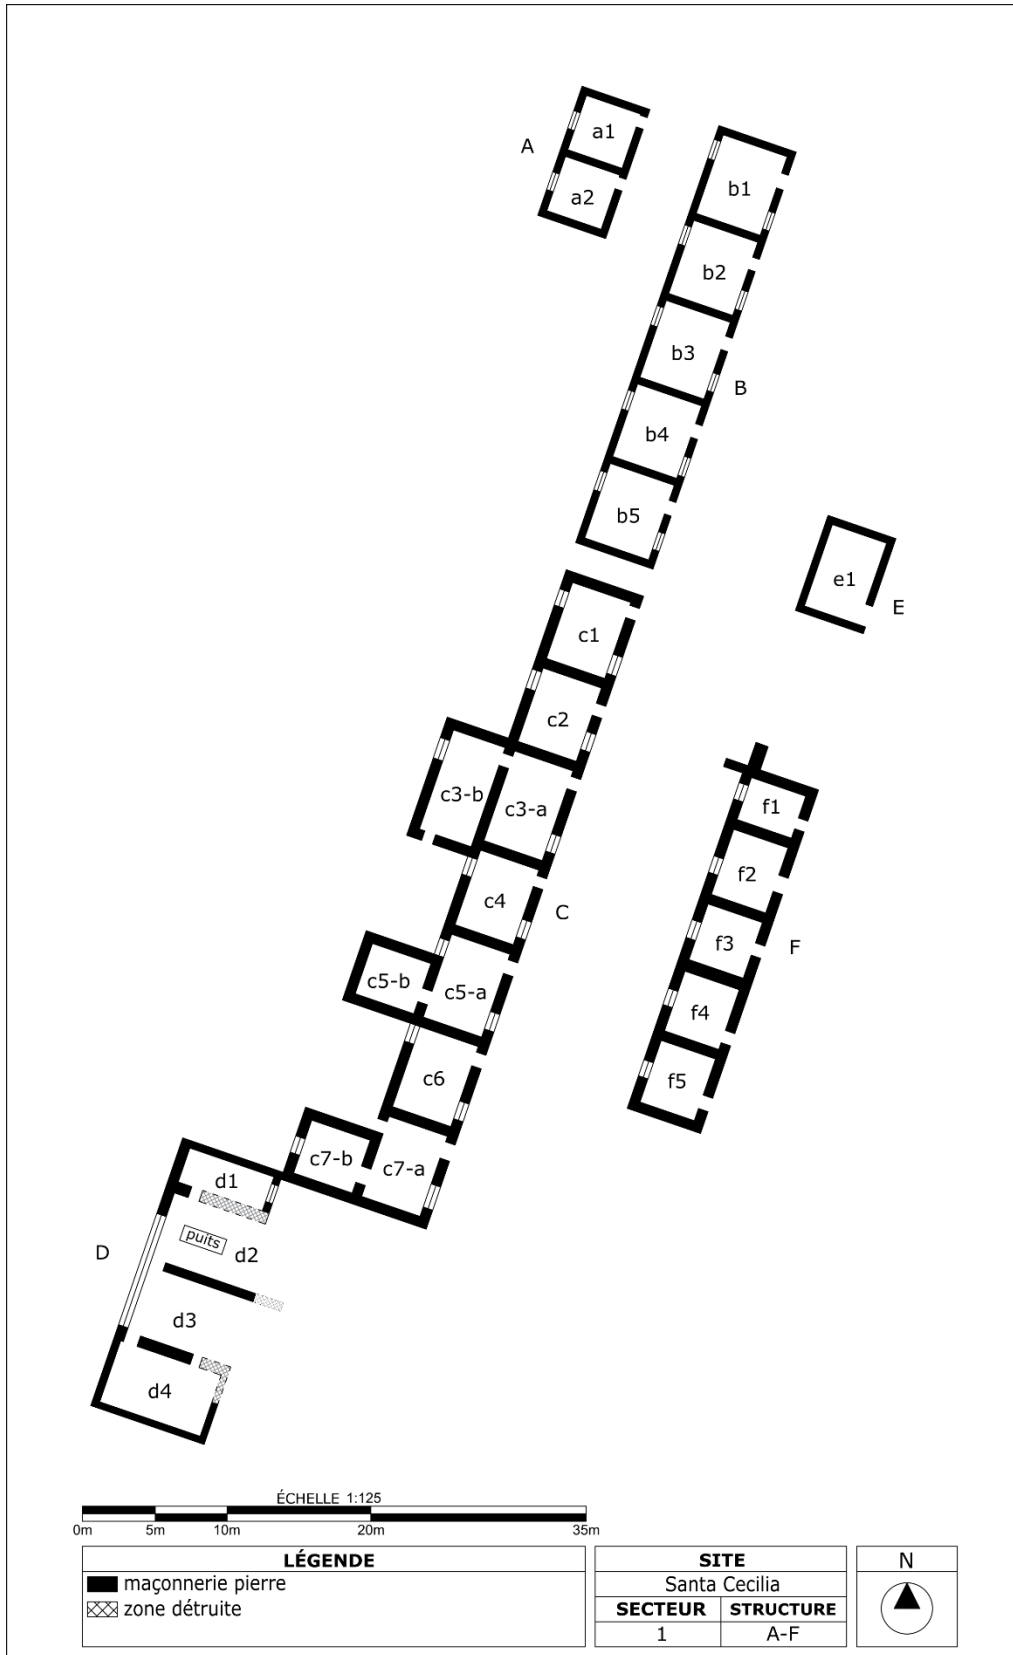 A
a1
a2
b1
b2
b3
B
b4
b5
e1
E
c1
c2
c3-b
c3-a
c4
C
c5-b
c5-a
c6
c7-b
c7-a
f1
f2
f3
F
f4
f5
d1
puits
d2
D
d3
d4
ÉCHELLE 1:125
0m 5m 10m 20m 35m
LÉGENDE
maçonnerie pierre
zone détruite
SITE
Santa Cecilia
SECTEUR STRUCTURE
1 A-F
N